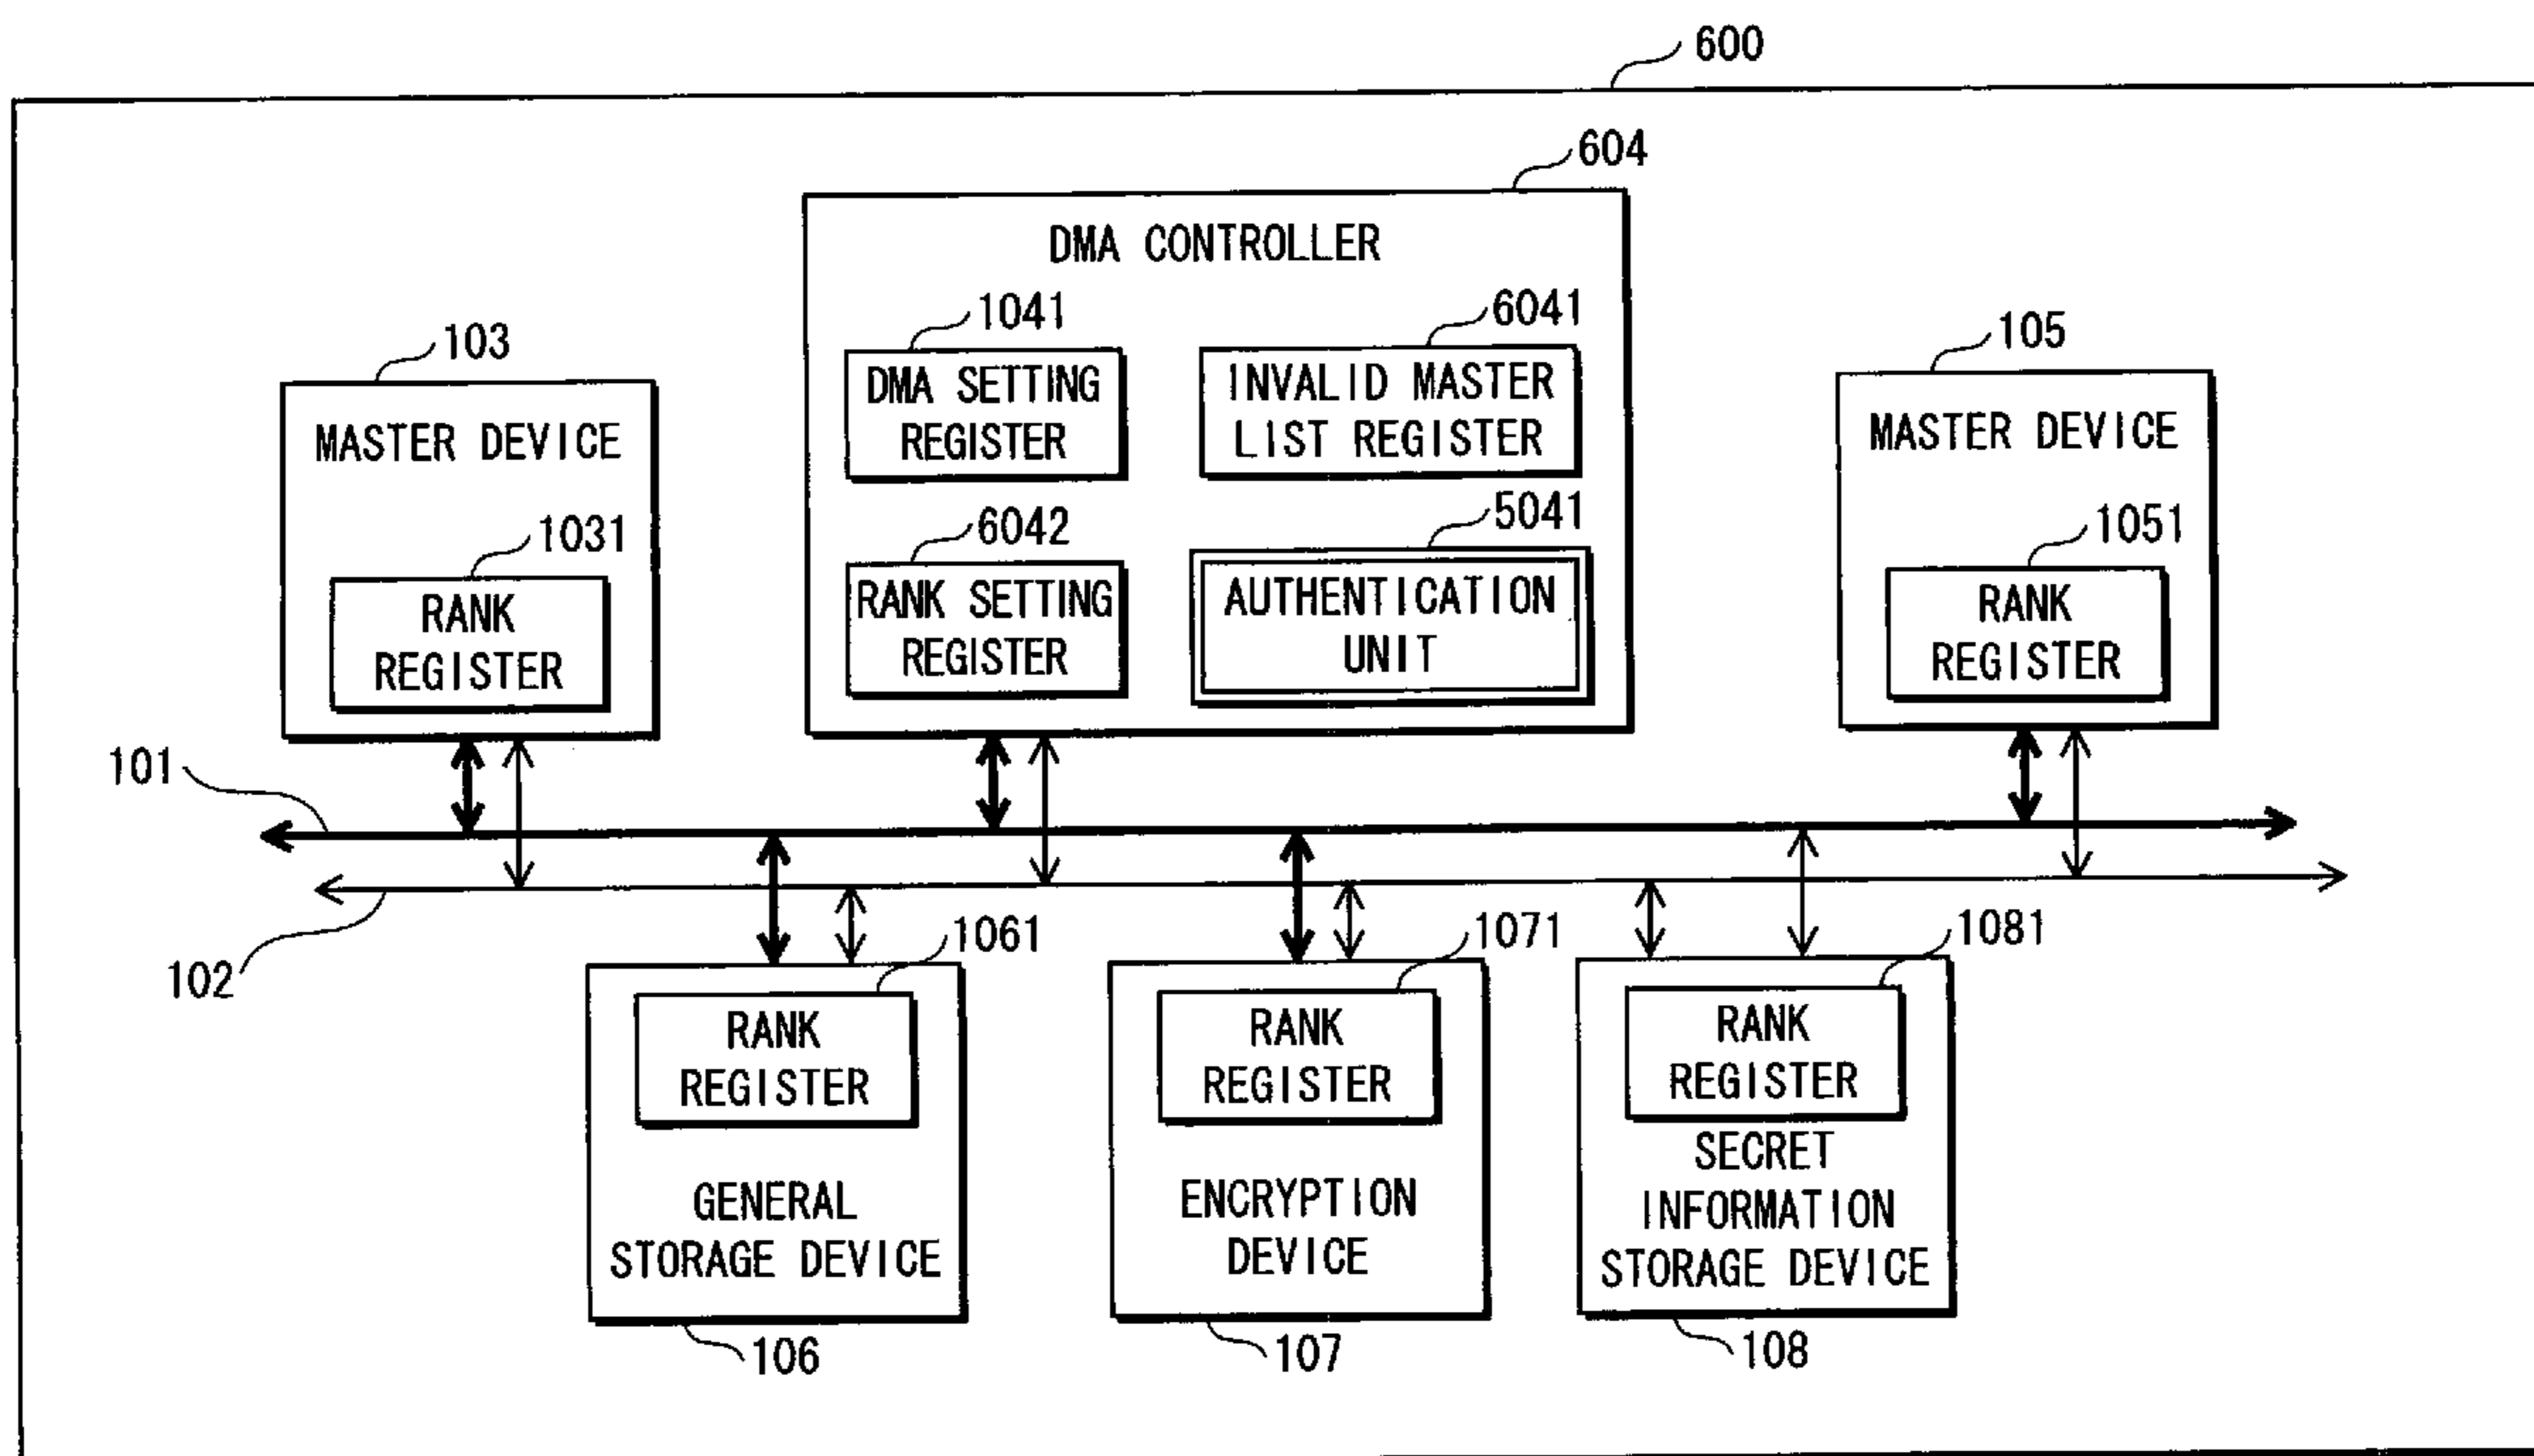 600
604
DMA CONTROLLER
1041
6041
103
105
DMA SETTING
REGISTER
INVALID MASTER
LIST REGISTER
MASTER DEVICE
MASTER DEVICE
6042
5041
1031
1051
RANK SETTING
REGISTER
AUTHENTICATION
UNIT
RANK
REGISTER
RANK
REGISTER
101
102
1061
1071
1081
RANK
REGISTER
RANK
REGISTER
RANK
REGISTER
GENERAL
STORAGE DEVICE
ENCRYPTION
DEVICE
SECRET
INFORMATION
STORAGE DEVICE
106
107
108